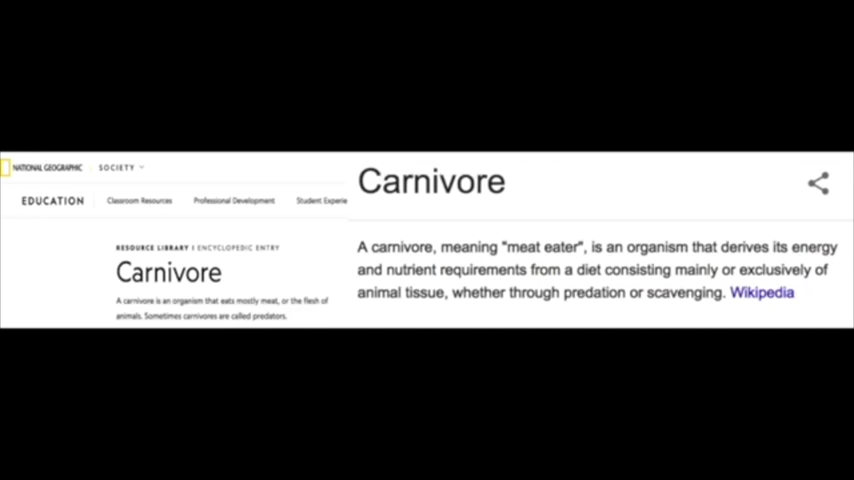 NATIONAL GEOGRAPHIC SOCIETY
EDUCATION Classroom Resources Professional Development Student Experie
RESOURCE LIBRARY | ENCYCLOPEDIC ENTRY
Carnivore
A carnivore is an organism that eats mostly meat, or the flesh of
animals. Sometimes carnivores are called predators.
Carnivore
A carnivore, meaning "meat eater", is an organism that derives its energy
and nutrient requirements from a diet consisting mainly or exclusively of
animal tissue, whether through predation or scavenging. Wikipedia